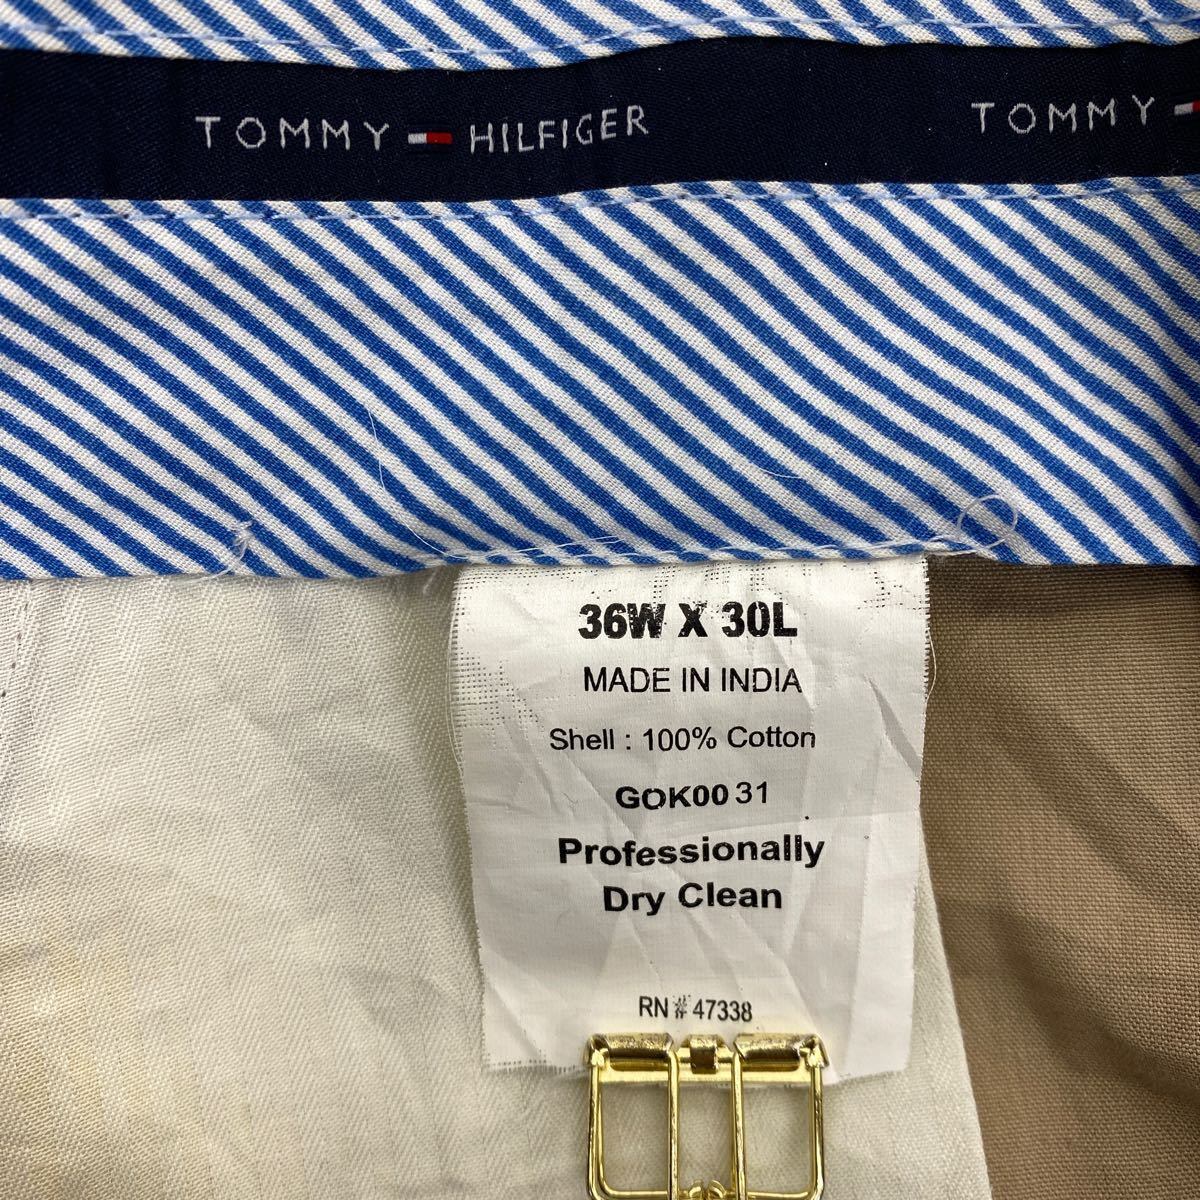 TOMMY HILFIGER TOMMY
36W X 30L
MADE IN INDIA
Shell : 100% Cotton
GOK00 31
Professionally
Dry Clean
RN # 47338